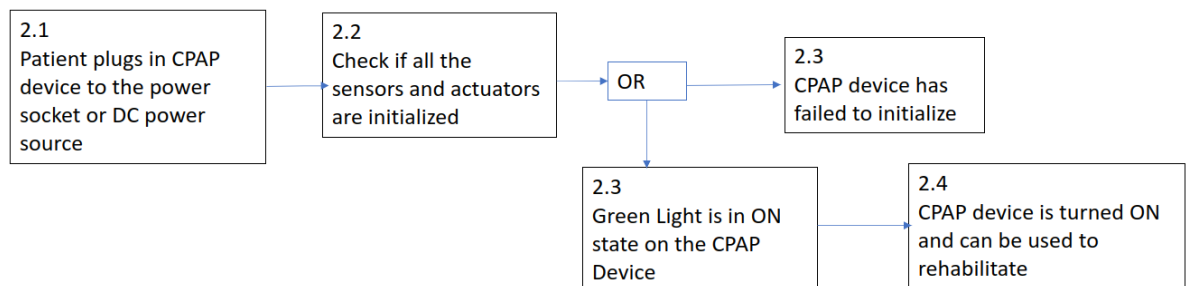 2.1
Patient plugs in CPAP
device to the power
socket or DC power
source
2.2
Check if all the
sensors and actuators
are initialized
OR
2.3
CPAP device has
failed to initialize
2.3
Green Light is in ON
state on the CPAP
Device
2.4
CPAP device is turned ON
and can be used to
rehabilitate